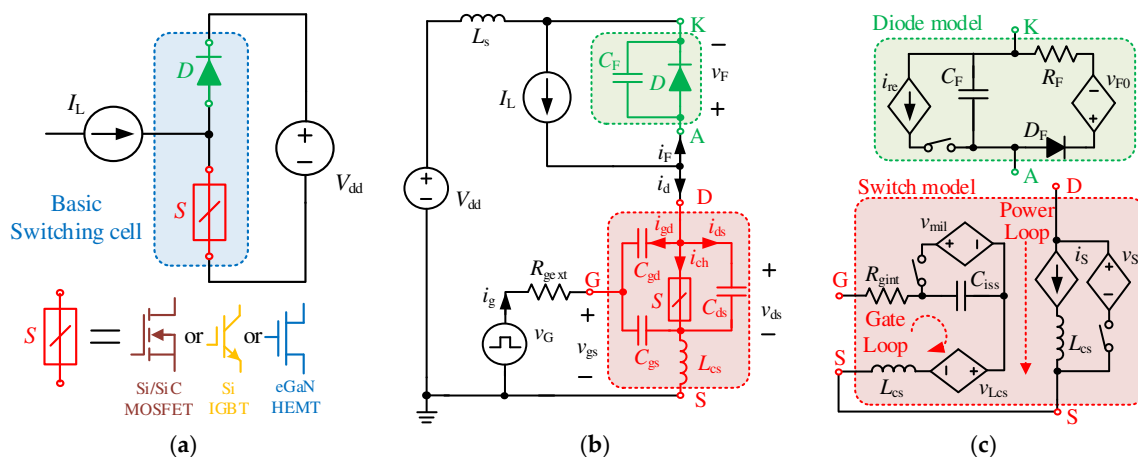 D
I_L
V_dd
S
Basic
Switching cell
S
or
or
Si/SiC
MOSFET
Si
IGBT
eGaN
HEMT
(a)
L_s
K
C_F
D
v_F
I_L
A
i_F
i_d
V_dd
D
i_gd
i_ds
C_gd
i_ch
R_gext
G
i_g
S
C_ds
v_ds
v_G
v_gs
C_gs
L_cs
S
(b)
Diode model
K
i_re
C_F
R_F
v_F0
D_F
A
Switch model
D
Power
Loop
v_mil
G
R_gint
C_iss
i_S
v_S
Gate
Loop
S
L_cs
v_Lcs
L_cs
S
(c)